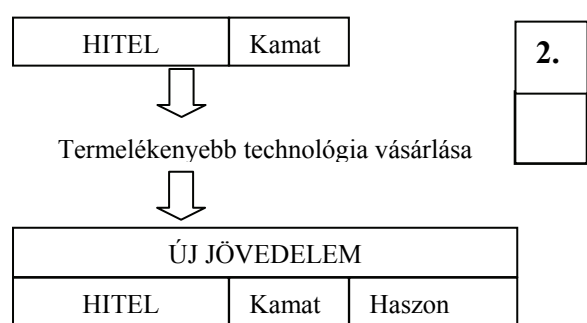 HITEL Kamat
2.
Termelékenyebb technológia vásárlása
ÚJ JÖVEDELEM
HITEL Kamat Haszon